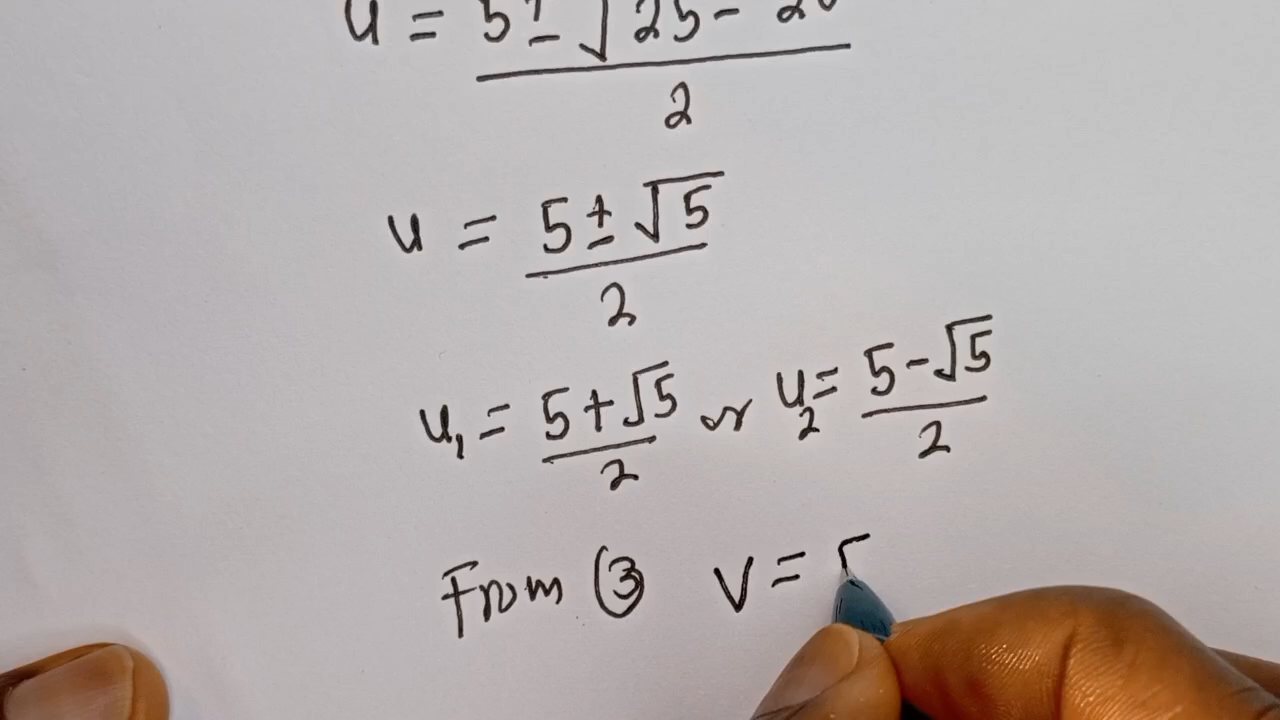 u = 5 ± √25 - 20
2
u = 5 ± √5
2
u₁ = 5 + √5 or u₂ = 5 - √5
2 2
From ③ V = 5